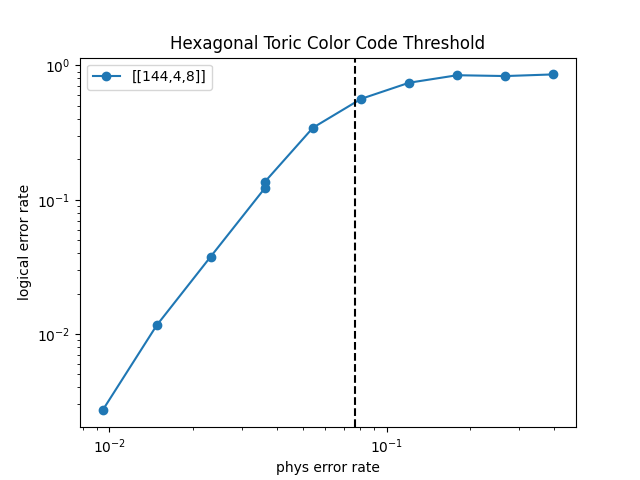 Hexagonal Toric Color Code Threshold
[[144,4,8]]
10⁰
10⁻¹
10⁻²
logical error rate
10⁻²
10⁻¹
phys error rate